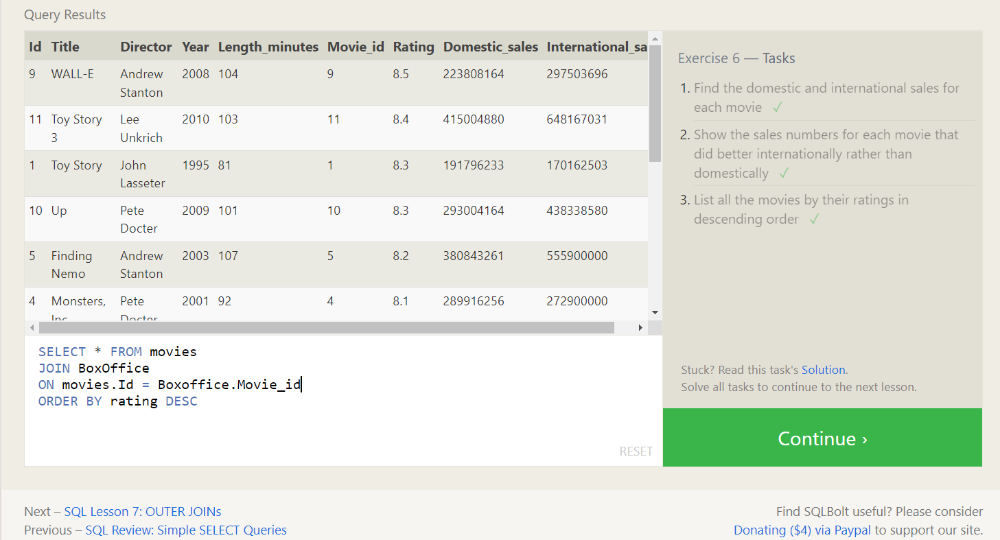 Query Results
Id Title Director Year Length_minutes Movie_id Rating Domestic_sales International_sa
9 WALL-E Andrew Stanton 2008 104 9 8.5 223808164 297503696
11 Toy Story 3 Lee Unkrich 2010 103 11 8.4 415004880 648167031
1 Toy Story John Lasseter 1995 81 1 8.3 191796233 170162503
10 Up Pete Docter 2009 101 10 8.3 293004164 438338580
5 Finding Nemo Andrew Stanton 2003 107 5 8.2 380843261 555900000
4 Monsters, Inc Pete Docter 2001 92 4 8.1 289916256 272900000
SELECT * FROM movies
JOIN BoxOffice
ON movies.Id = Boxoffice.Movie_id
ORDER BY rating DESC
RESET
Exercise 6 — Tasks
1. Find the domestic and international sales for
each movie ✓
2. Show the sales numbers for each movie that
did better internationally rather than
domestically ✓
3. List all the movies by their ratings in
descending order ✓
Stuck? Read this task's Solution.
Solve all tasks to continue to the next lesson.
Continue ›
Next – SQL Lesson 7: OUTER JOINs
Previous – SQL Review: Simple SELECT Queries
Find SQLBolt useful? Please consider
Donating ($4) via Paypal to support our site.